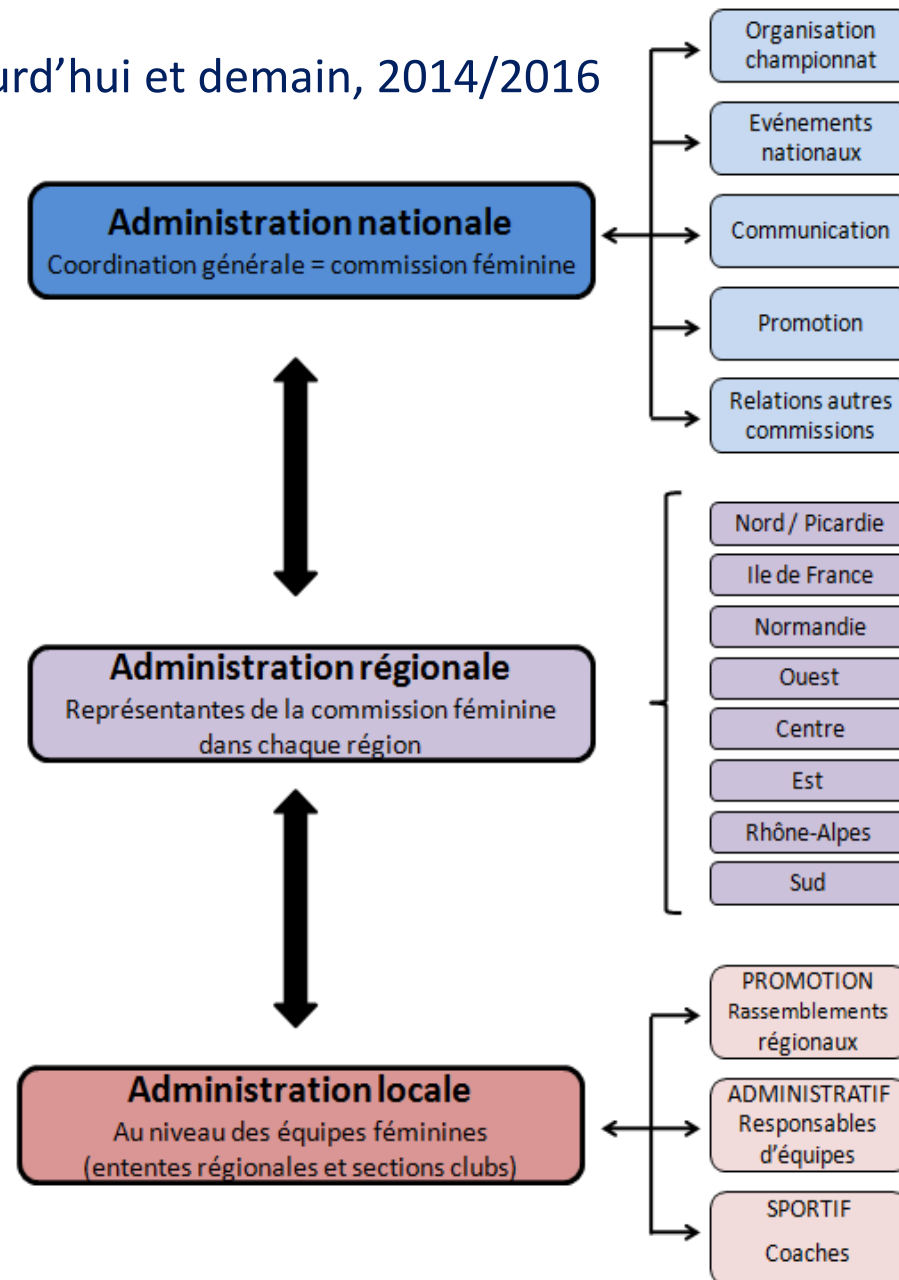 urd’hui et demain, 2014/2016
Organisation
championnat
Evénements
nationaux
Administration nationale
Coordination générale = commission féminine
Communication
Promotion
Relations autres
commissions
Administration régionale
Représentantes de la commission féminine
dans chaque région
Nord / Picardie
Ile de France
Normandie
Ouest
Centre
Est
Rhône-Alpes
Sud
Administration locale
Au niveau des équipes féminines
(ententes régionales et sections clubs)
PROMOTION
Rassemblements
régionaux
ADMINISTRATIF
Responsables
d’équipes
SPORTIF
Coaches